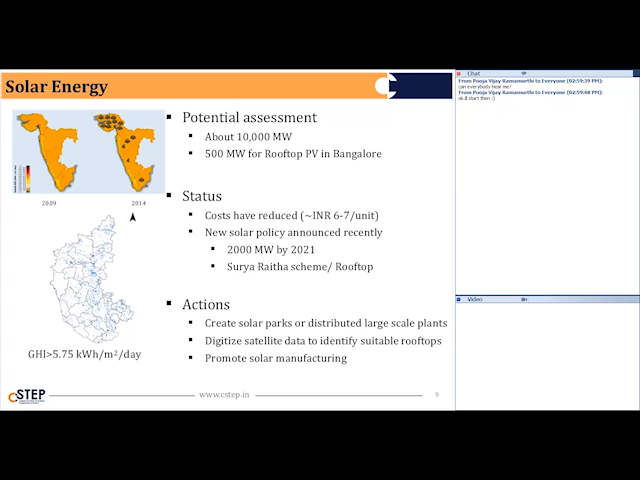 Solar Energy
Potential assessment
About 10,000 MW
500 MW for Rooftop PV in Bangalore
2009
2014
Status
Costs have reduced (~INR 6-7/unit)
New solar policy announced recently
2000 MW by 2021
Surya Raitha scheme/ Rooftop
GHI>5.75 kWh/m²/day
Actions
Create solar parks or distributed large scale plants
Digitize satellite data to identify suitable rooftops
Promote solar manufacturing
CSTEP
www.cstep.in
9
Chat
From Pooja Vijay Ramamurthi to Everyone (02:59:39 PM):
can everybody hear me?
From Pooja Vijay Ramamurthi to Everyone (02:59:48 PM):
ok ill start then :)
Video